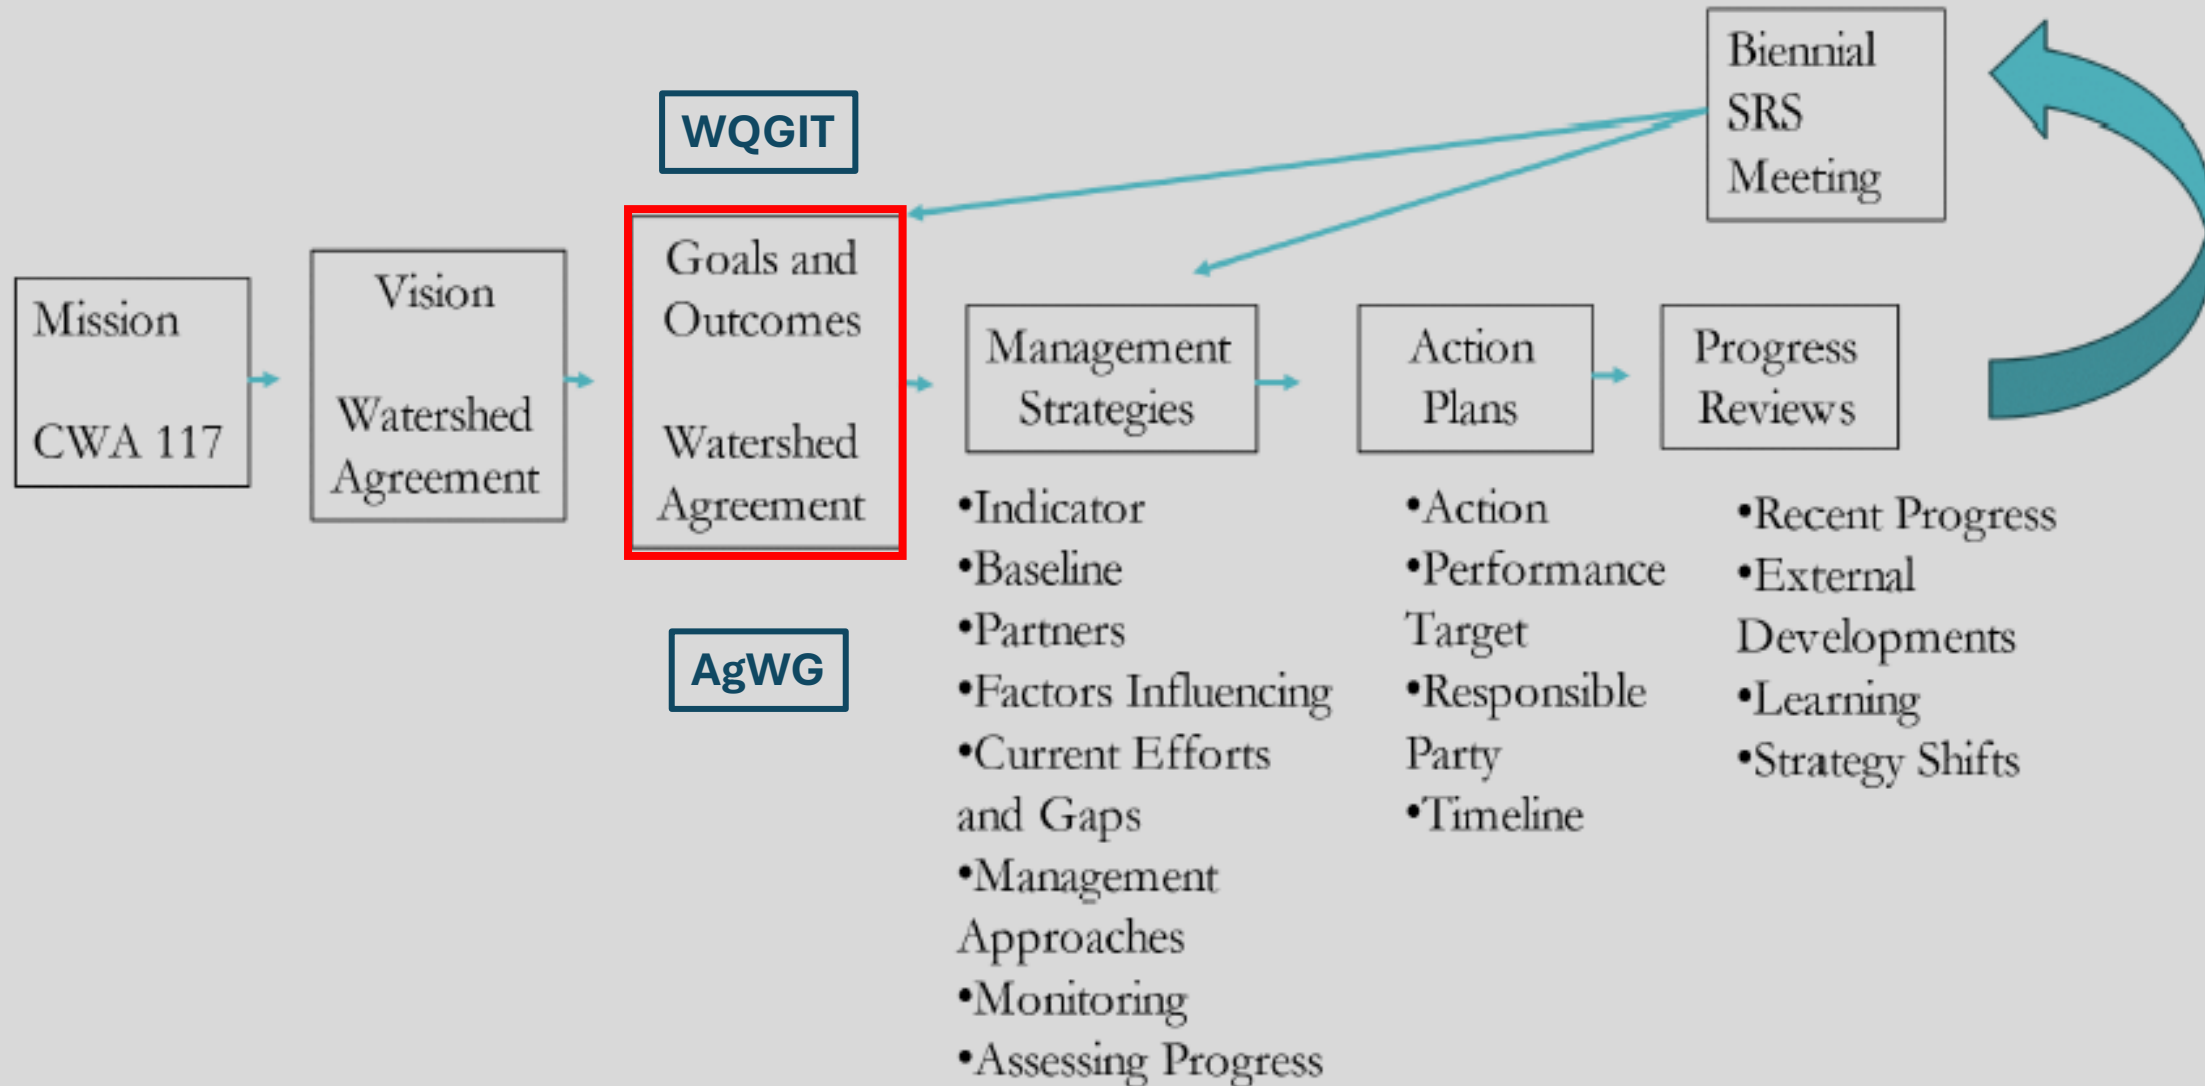 Biennial
SRS
Meeting
WQGIT
Mission
CWA 117
Vision
Watershed
Agreement
Goals and
Outcomes
Watershed
Agreement
AgWG
Management
Strategies
•Indicator
•Baseline
•Partners
•Factors Influencing
•Current Efforts
and Gaps
•Management
Approaches
•Monitoring
•Assessing Progress
Action
Plans
•Action
•Performance
Target
•Responsible
Party
•Timeline
Progress
Reviews
•Recent Progress
•External
Developments
•Learning
•Strategy Shifts